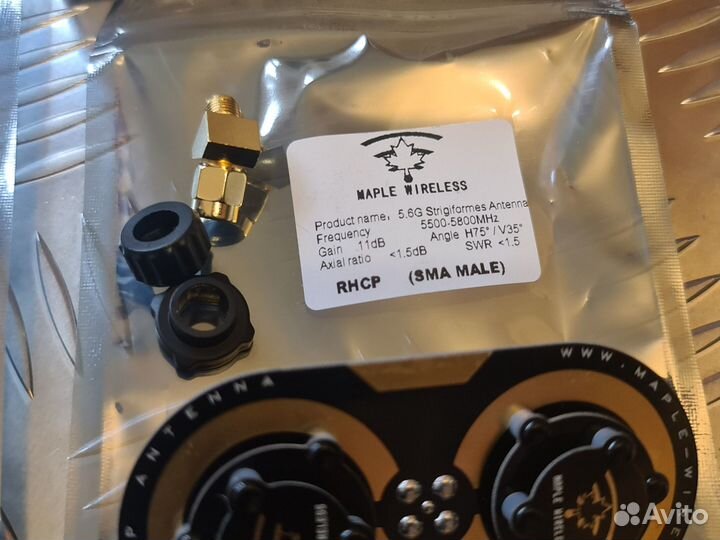 MAPLE WIRELESS
Product name: 5.6G Strigiformes Antenna
Frequency 5500-5800MHz
Gain 11dB Angle H75° / V35°
Axial ratio <1.5dB SWR <1.5
RHCP (SMA MALE)
P ANTENNA
WWW.MAPLE-WI
MAPLE WIRELESS
Avito